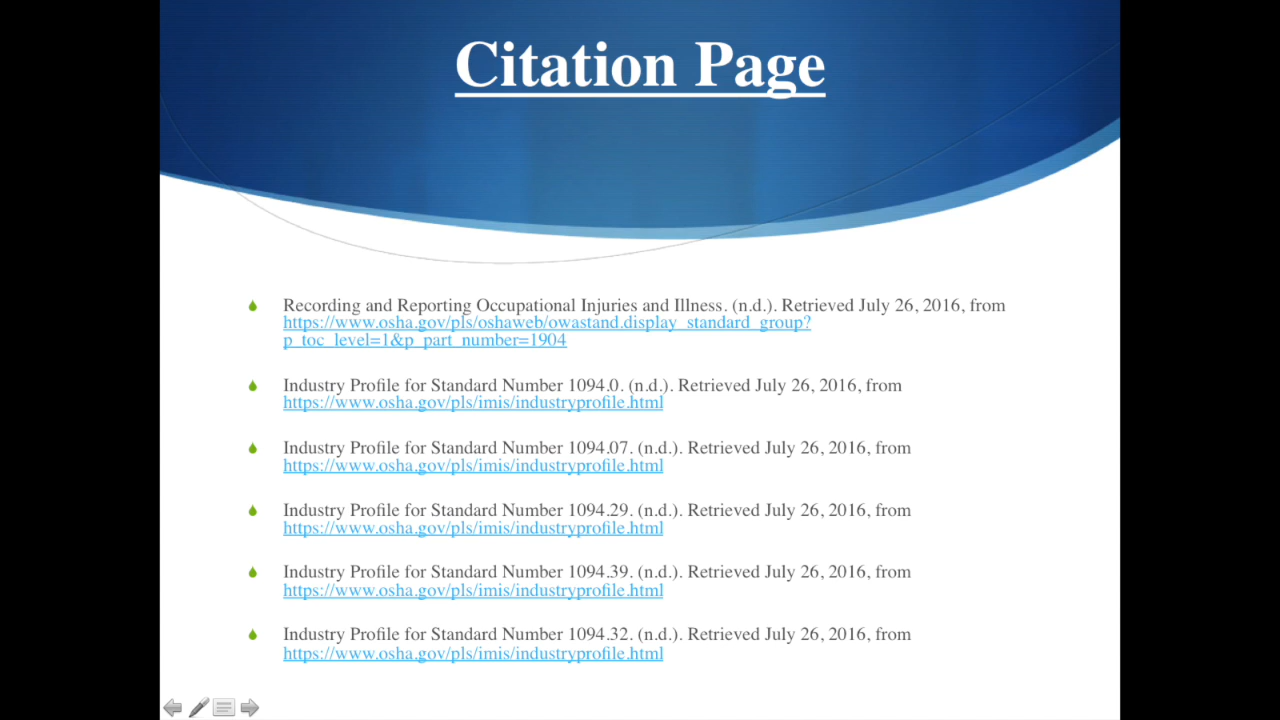 Citation Page
Recording and Reporting Occupational Injuries and Illness. (n.d.). Retrieved July 26, 2016, from
https://www.osha.gov/pls/oshaweb/owastand.display_standard_group?
p_toc_level=1&p_part_number=1904
Industry Profile for Standard Number 1094.0. (n.d.). Retrieved July 26, 2016, from
https://www.osha.gov/pls/imis/industryprofile.html
Industry Profile for Standard Number 1094.07. (n.d.). Retrieved July 26, 2016, from
https://www.osha.gov/pls/imis/industryprofile.html
Industry Profile for Standard Number 1094.29. (n.d.). Retrieved July 26, 2016, from
https://www.osha.gov/pls/imis/industryprofile.html
Industry Profile for Standard Number 1094.39. (n.d.). Retrieved July 26, 2016, from
https://www.osha.gov/pls/imis/industryprofile.html
Industry Profile for Standard Number 1094.32. (n.d.). Retrieved July 26, 2016, from
https://www.osha.gov/pls/imis/industryprofile.html